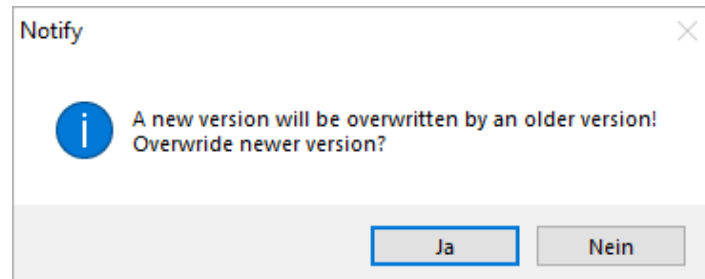 Notify
A new version will be overwritten by an older version!
Overwride newer version?
Ja
Nein